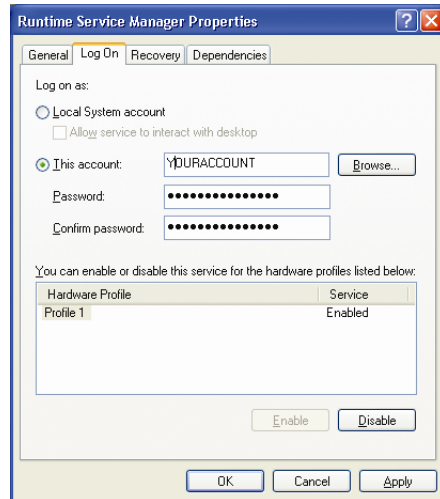 Runtime Service Manager Properties
General Log On Recovery Dependencies
Log on as:
Local System account
Allow service to interact with desktop
This account: YOURACCOUNT Browse...
Password: ●●●●●●●●●●●●●●●
Confirm password: ●●●●●●●●●●●●●●●
You can enable or disable this service for the hardware profiles listed below:
Hardware Profile Service
Profile 1 Enabled
Enable Disable
OK Cancel Apply